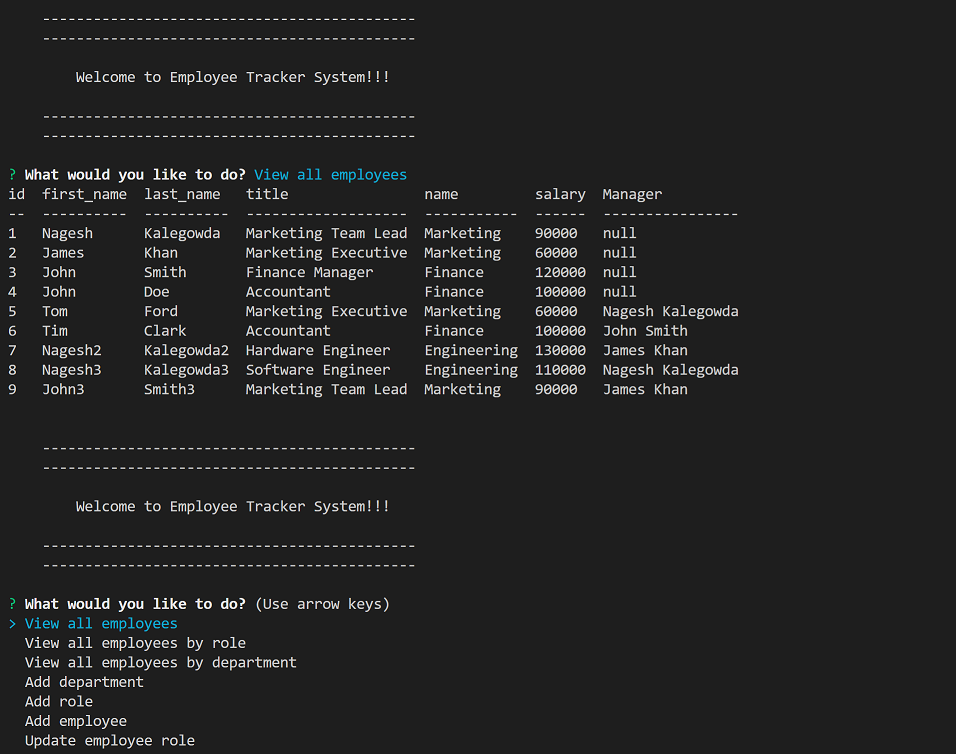 --------------------------------------------
--------------------------------------------
Welcome to Employee Tracker System!!!
--------------------------------------------
--------------------------------------------
? What would you like to do? View all employees
id  first_name  last_name   title                name         salary  Manager
--  ----------  ----------  -------------------  -----------  ------  ----------------
1   Nagesh      Kalegowda   Marketing Team Lead  Marketing    90000   null
2   James       Khan        Marketing Executive  Marketing    60000   null
3   John        Smith       Finance Manager      Finance      120000  null
4   John        Doe         Accountant           Finance      100000  null
5   Tom         Ford        Marketing Executive  Marketing    60000   Nagesh Kalegowda
6   Tim         Clark       Accountant           Finance      100000  John Smith
7   Nagesh2     Kalegowda2  Hardware Engineer    Engineering  130000  James Khan
8   Nagesh3     Kalegowda3  Software Engineer    Engineering  110000  Nagesh Kalegowda
9   John3       Smith3      Marketing Team Lead  Marketing    90000   James Khan
--------------------------------------------
--------------------------------------------
Welcome to Employee Tracker System!!!
--------------------------------------------
--------------------------------------------
? What would you like to do? (Use arrow keys)
> View all employees
View all employees by role
View all employees by department
Add department
Add role
Add employee
Update employee role